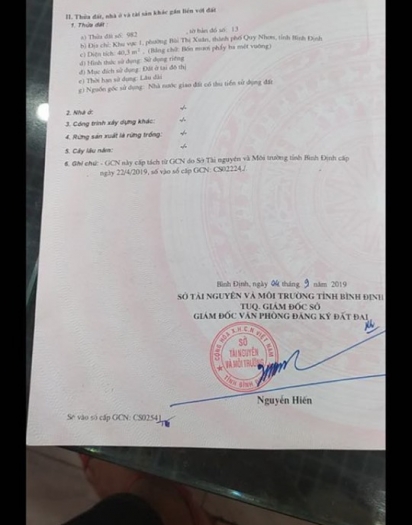 II. Thửa đất, nhà ở và tài sản khác gắn liền với đất
1. Thửa đất:
a) Thửa đất số: 982 , tờ bản đồ số: 13
b) Địa chỉ: Khu vực 1, phường Bùi Thị Xuân, thành phố Quy Nhơn, tỉnh Bình Định
c) Diện tích: 40,3 m², (Bằng chữ: Bốn mươi phẩy ba mét vuông)
d) Hình thức sử dụng: Sử dụng riêng
đ) Mục đích sử dụng: Đất ở tại đô thị
e) Thời hạn sử dụng: Lâu dài
g) Nguồn gốc sử dụng: Nhà nước giao đất có thu tiền sử dụng đất
2. Nhà ở: -/-
3. Công trình xây dựng khác: -/-
4. Rừng sản xuất là rừng trồng: -/-
5. Cây lâu năm: -/-
6. Ghi chú: - GCN này cấp tách từ GCN do Sở Tài nguyên và Môi trường tỉnh Bình Định cấp
ngày 22/4/2019, số vào sổ cấp GCN: CS02224./.
Bình Định, ngày 04 tháng 9 năm 2019
SỞ TÀI NGUYÊN VÀ MÔI TRƯỜNG TỈNH BÌNH ĐỊNH
TUQ. GIÁM ĐỐC SỞ
GIÁM ĐỐC VĂN PHÒNG ĐĂNG KÝ ĐẤT ĐAI
CỘNG HÒA X.H.C.N VIỆT NAM
SỞ
TÀI NGUYÊN
VÀ MÔI TRƯỜNG
TỈNH BÌNH
Nguyễn Hiến
Số vào sổ cấp GCN: CS02541